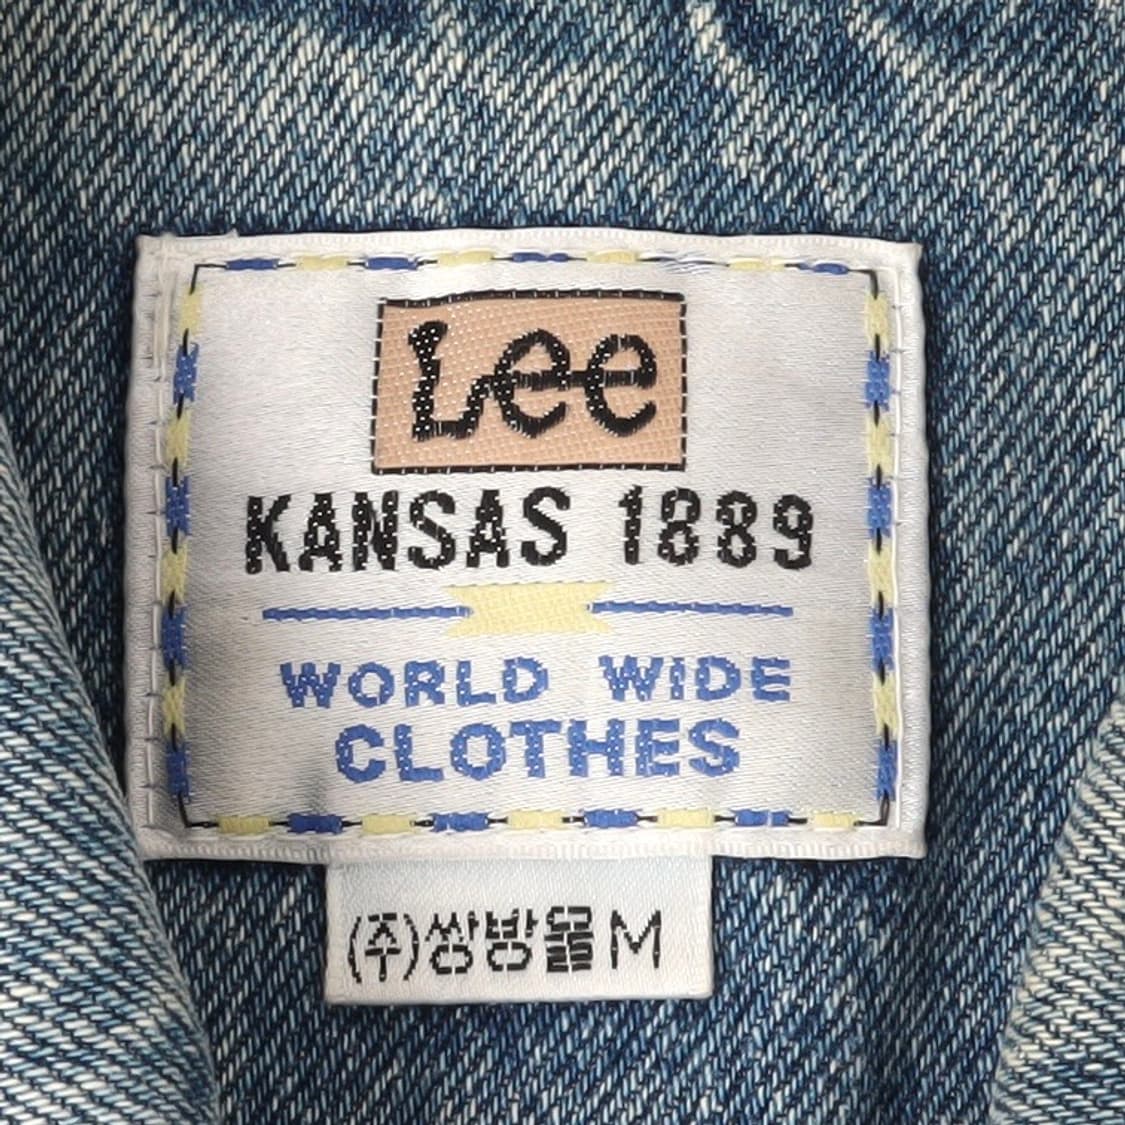 Lee
KANSAS 1889
WORLD WIDE
CLOTHES
(주)쌍방울 M